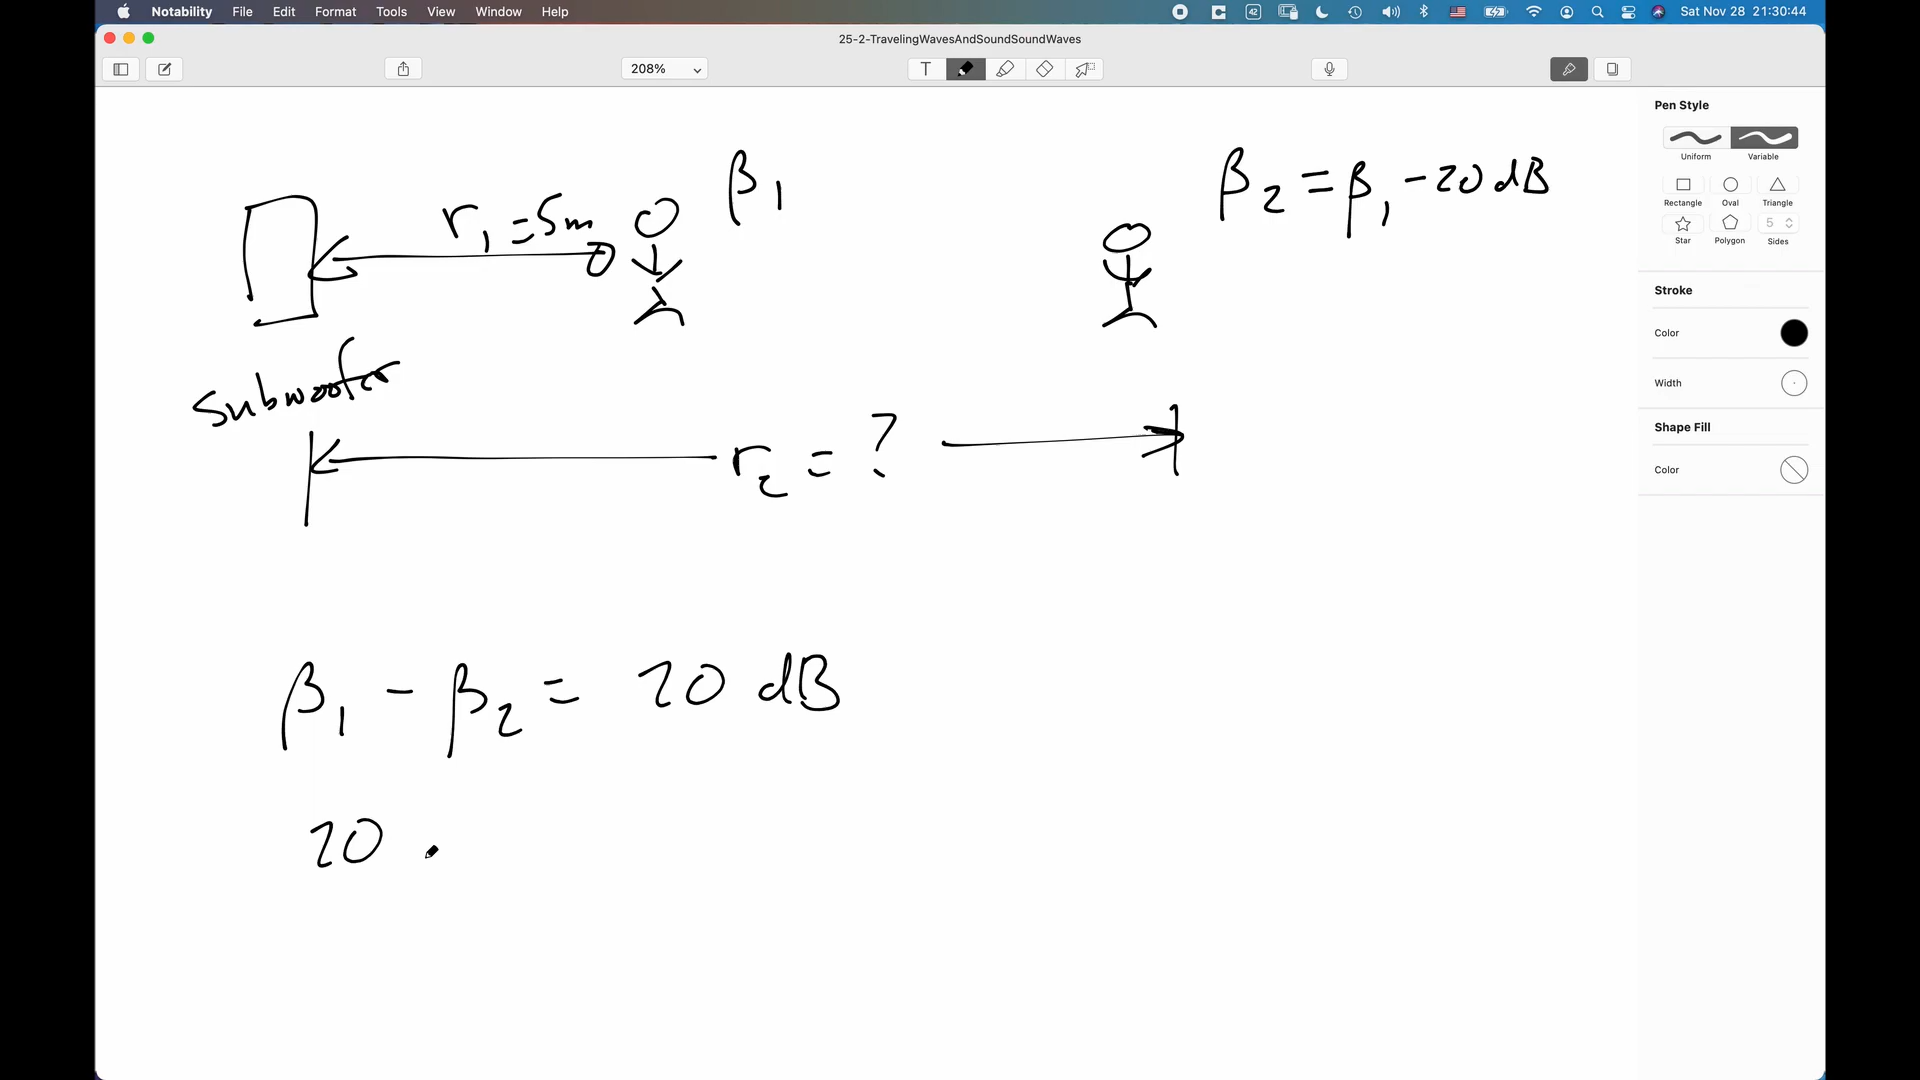 Notability File Edit Format Tools View Window Help 42 Sat Nov 28 21:30:44
25-2-TravelingWavesAndSoundSoundWaves
208% T
Pen Style
Uniform Variable
Rectangle Oval Triangle
5
Star Polygon Sides
Stroke
Color
Width
Shape Fill
Color
r₁ = 5m β₁ β₂ = β₁ - 20 dB
Subwoofer
r₂ = ?
β₁ - β₂ = 20 dB
20